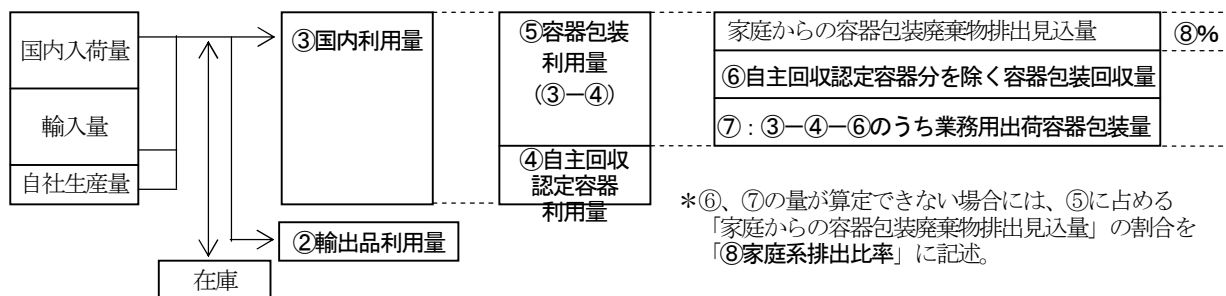 国内入荷量
輸入量
自社生産量
在庫
③国内利用量
②輸出品利用量
⑤容器包装
利用量
(③ー④)
④自主回収
認定容器
利用量
家庭からの容器包装廃棄物排出見込量
⑧%
⑥自主回収認定容器分を除く容器包装回収量
⑦：③ー④ー⑥のうち業務用出荷容器包装量
＊⑥、⑦の量が算定できない場合には、⑤に占める
「家庭からの容器包装廃棄物排出見込量」の割合を
「⑧家庭系排出比率」に記述。